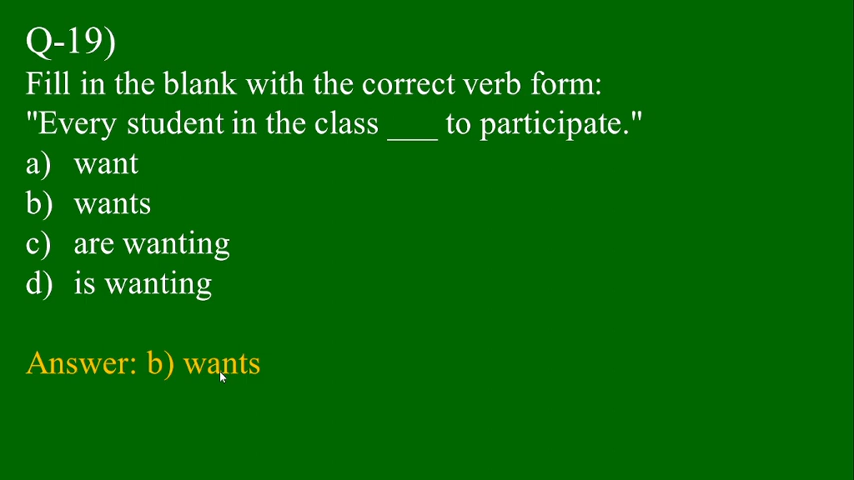 Q-19)
Fill in the blank with the correct verb form:
"Every student in the class ___ to participate."
a) want
b) wants
c) are wanting
d) is wanting
Answer: b) wants